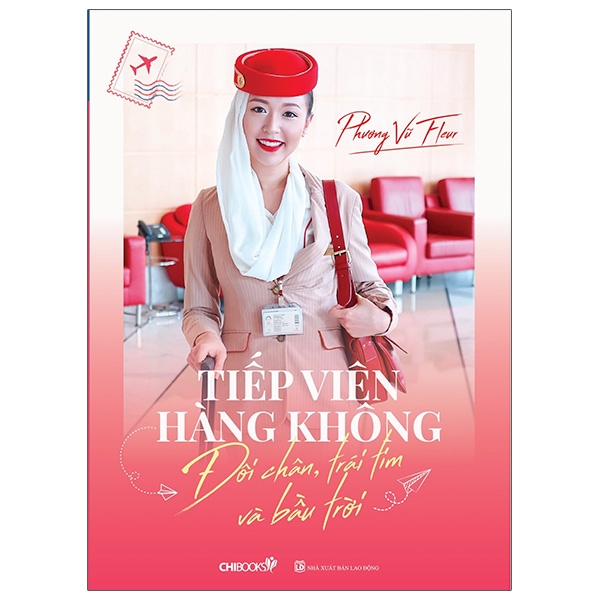 Phương Vũ Fleur
TIẾP VIÊN
HÀNG KHÔNG
Đôi chân, trái tim
và bầu trời
CHIBOOKS
LĐ NHÀ XUẤT BẢN LAO ĐỘNG